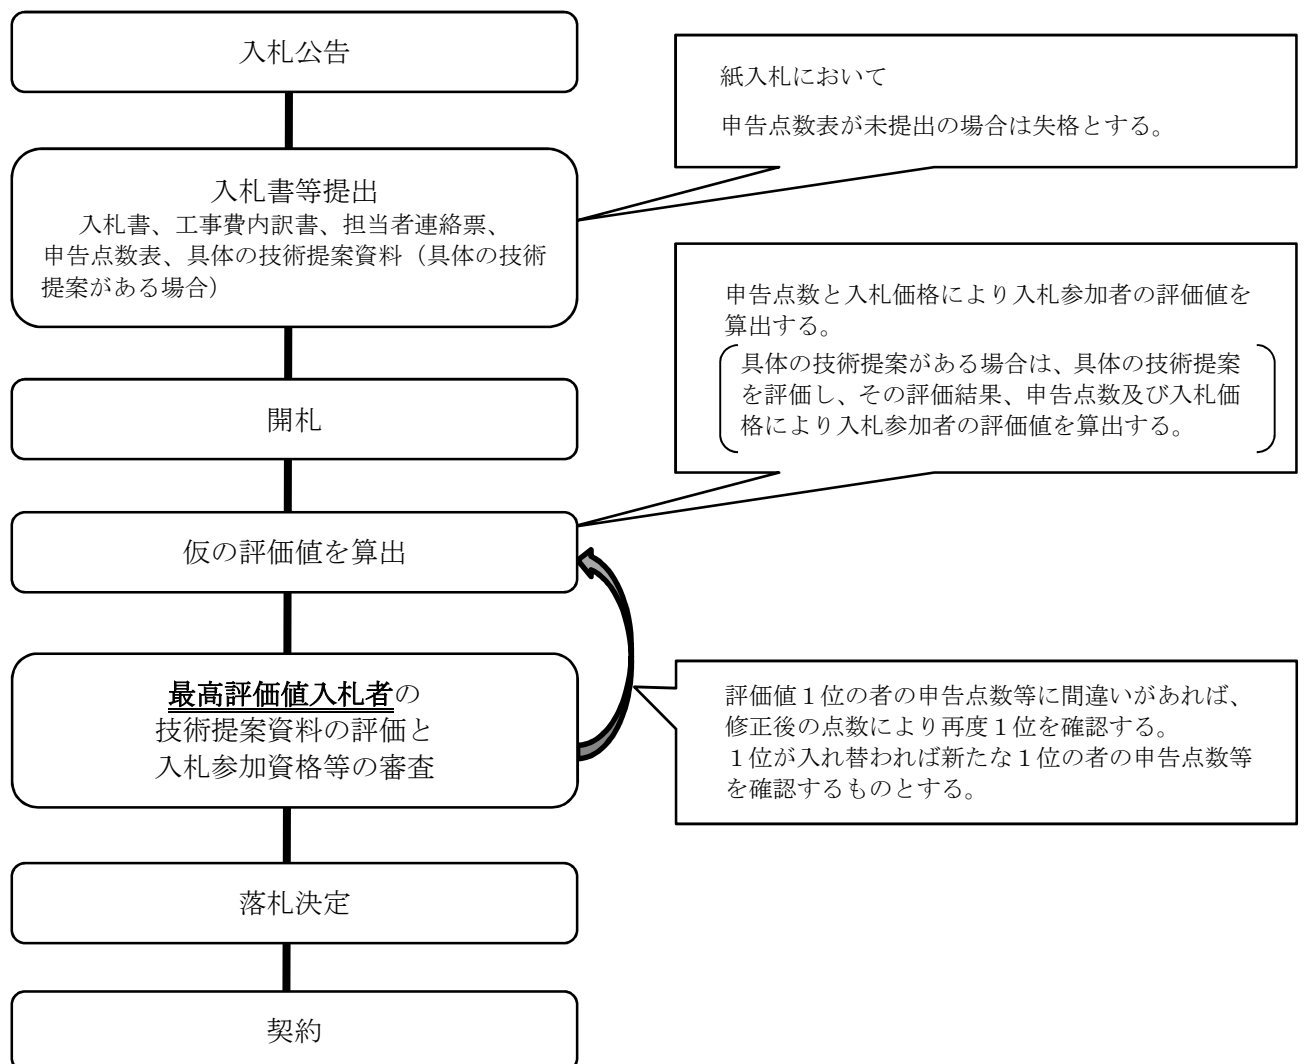 入札公告
紙入札において
申告点数表が未提出の場合は失格とする。
入札書等提出
入札書、工事費内訳書、担当者連絡票、
申告点数表、具体の技術提案資料（具体の技術
提案がある場合）
申告点数と入札価格により入札参加者の評価値を
算出する。
具体の技術提案がある場合は、具体の技術提案
を評価し、その評価結果、申告点数及び入札価
格により入札参加者の評価値を算出する。
開札
仮の評価値を算出
最高評価値入札者の
技術提案資料の評価と
入札参加資格等の審査
評価値１位の者の申告点数等に間違いがあれば、
修正後の点数により再度１位を確認する。
１位が入れ替われば新たな１位の者の申告点数等
を確認するものとする。
落札決定
契約